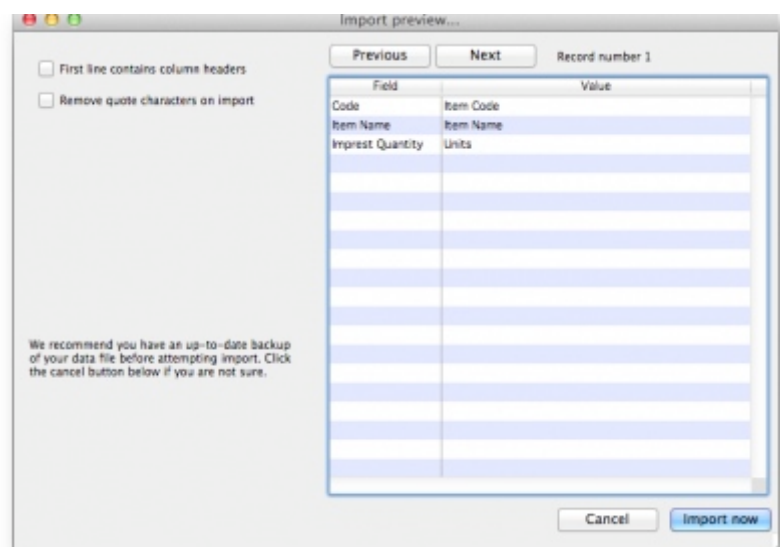 Import preview...
First line contains column headers
Remove quote characters on import
Previous Next Record number 1
Field Value
Code Item Code
Item Name Item Name
Imprest Quantity Units
We recommend you have an up-to-date backup
of your data file before attempting import. Click
the cancel button below if you are not sure.
Cancel Import now